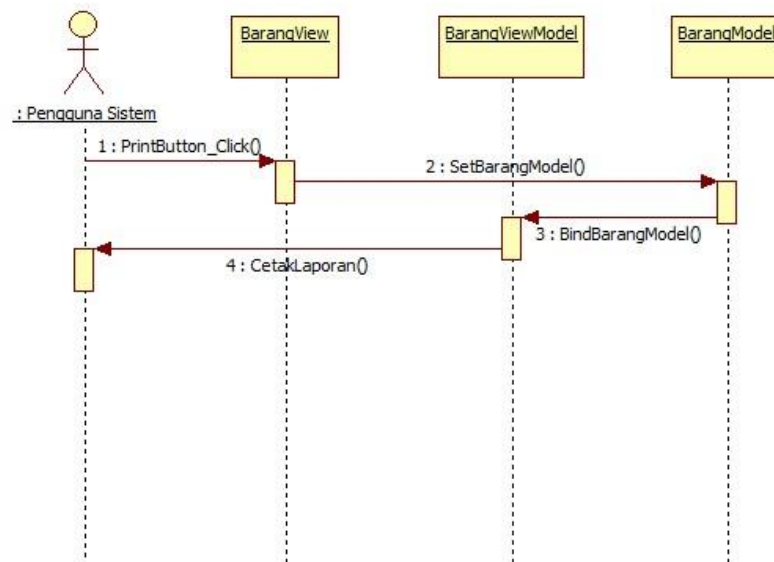 BarangView
BarangViewModel
BarangModel
: Pengguna Sistem
1 : PrintButton_Click()
2 : SetBarangModel()
3 : BindBarangModel()
4 : CetakLaporan()